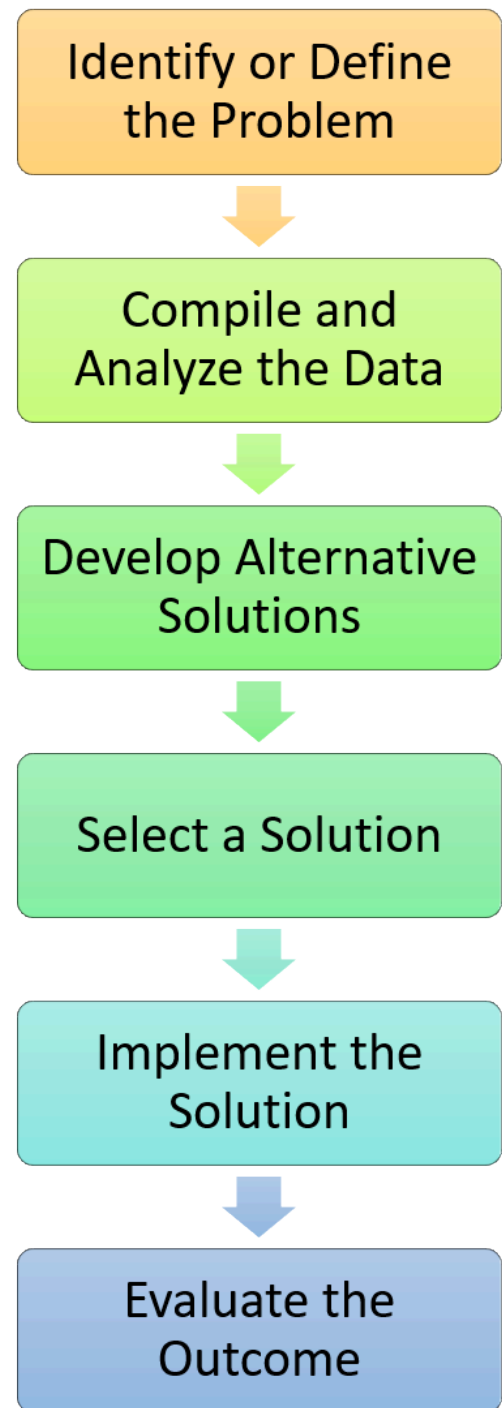 Identify or Define
the Problem
Compile and
Analyze the Data
Develop Alternative
Solutions
Select a Solution
Implement the
Solution
Evaluate the
Outcome